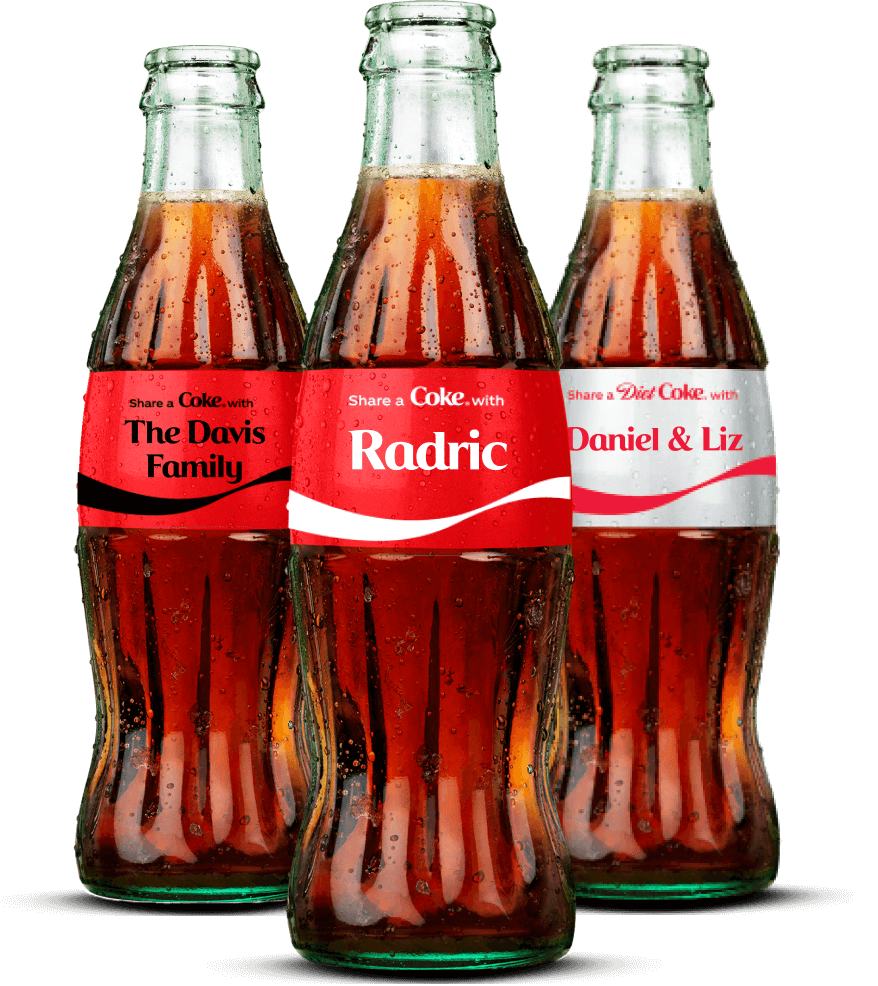 Share a Coke® with
The Davis
Family
Share a Coke® with
Radric
Share a Diet Coke® with
Daniel & Liz